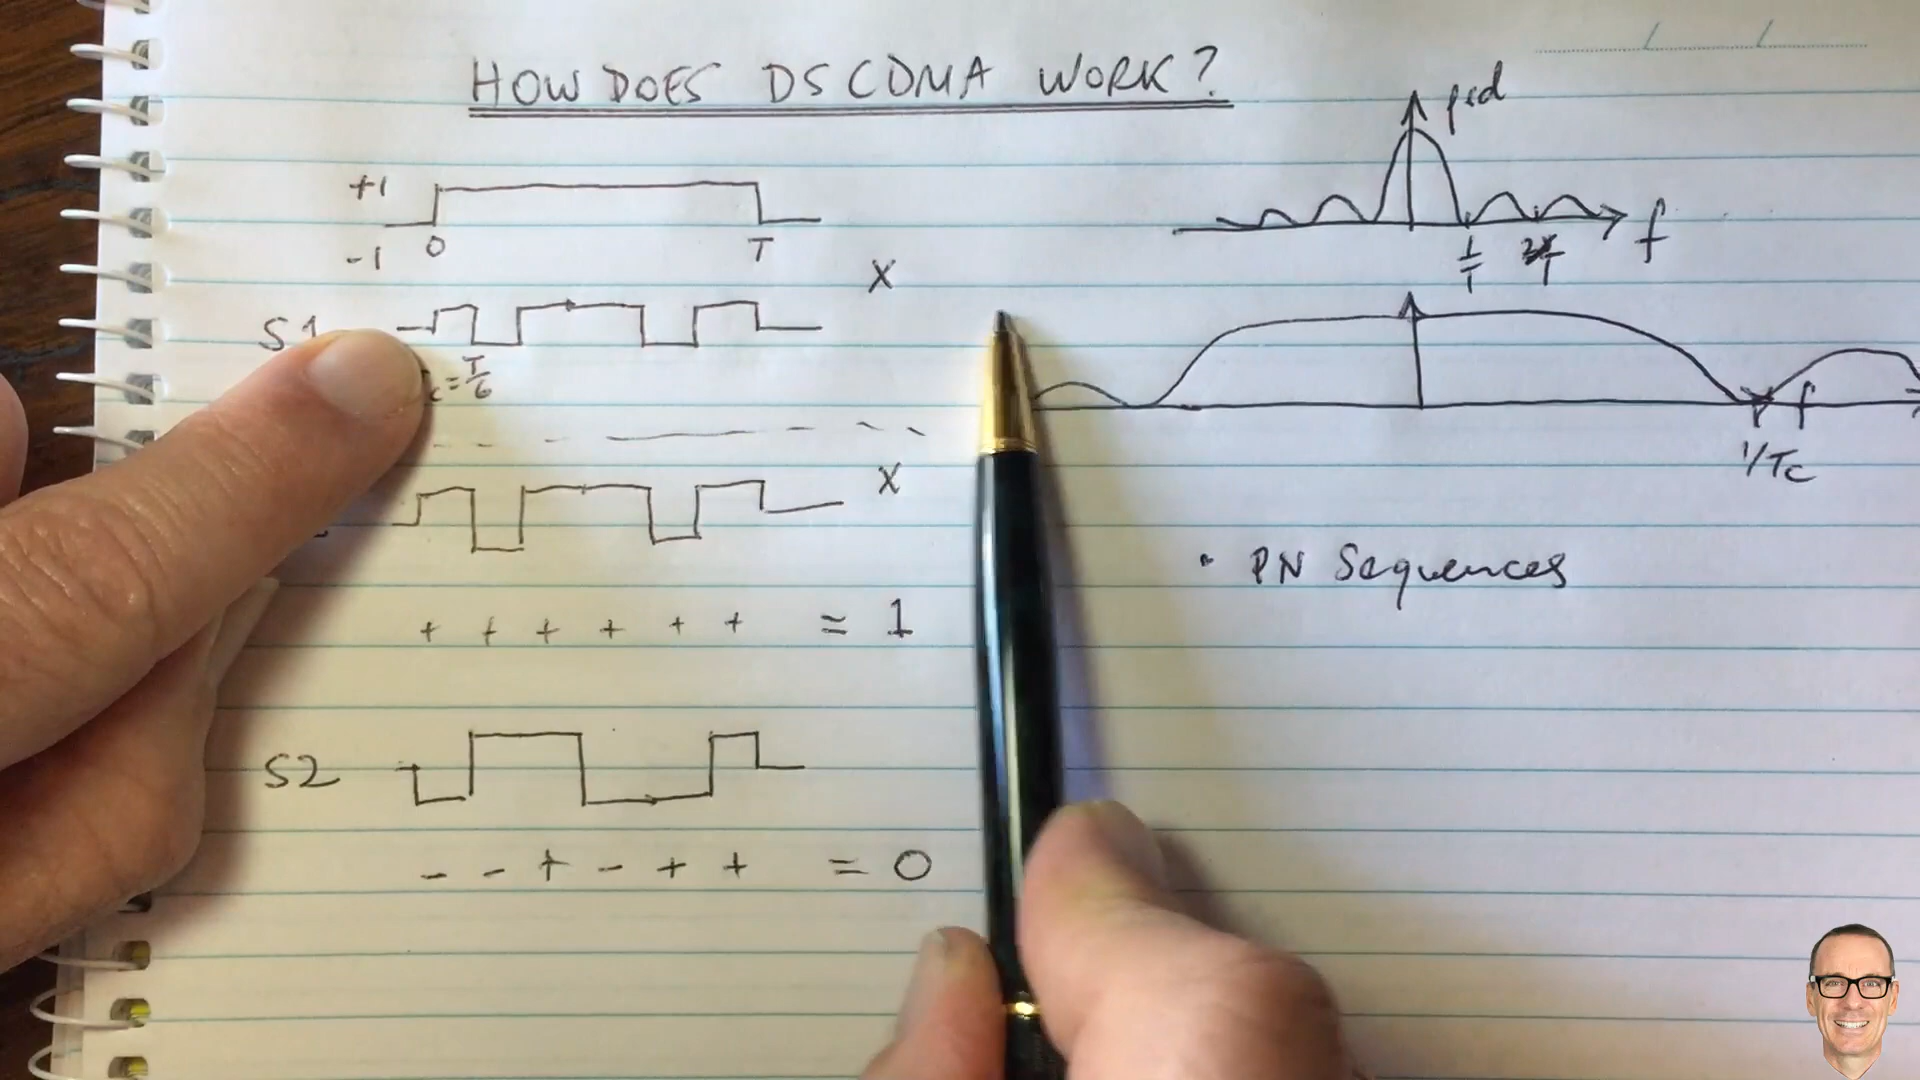 HOW DOES DS CDMA WORK?
psd
+1
-1 0 T
X
f
1/T
S1
= T/6
X
f
1/Tc
• PN Sequences
+ + + + + + = 1
S2
- - + - + + = 0